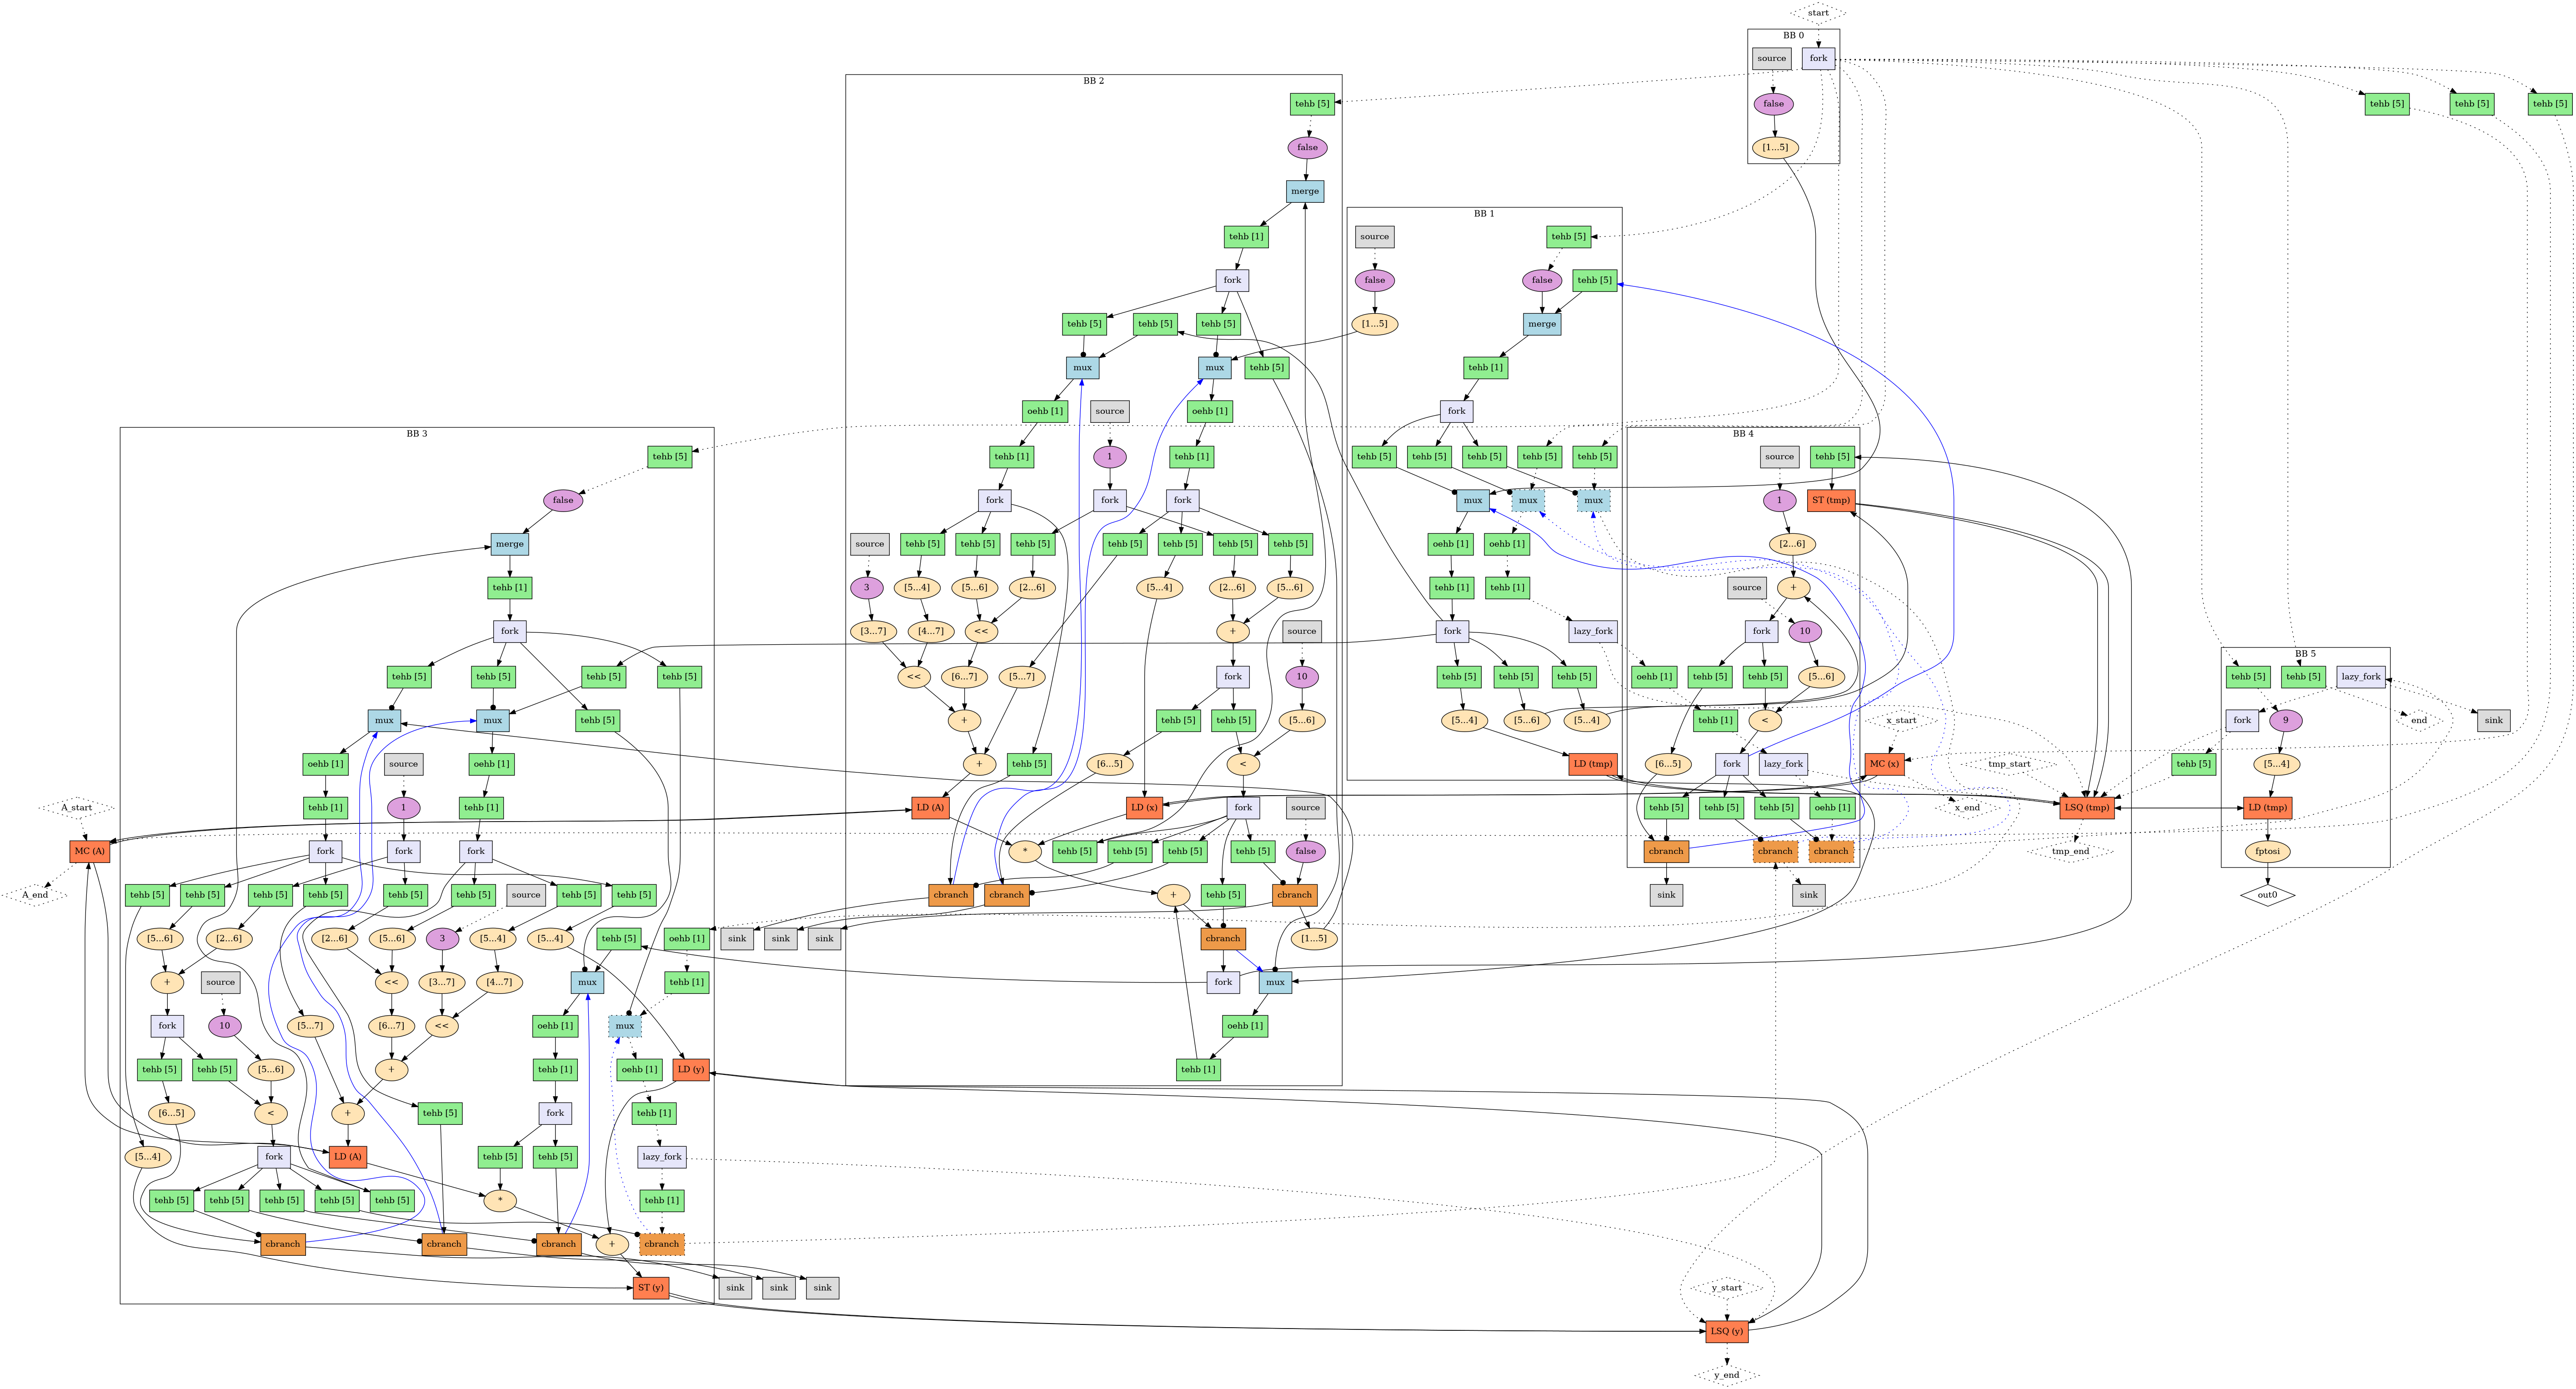 start
BB 0
source
fork
false
[1...5]
tehb [5]
tehb [5]
tehb [5]
BB 2
tehb [5]
false
merge
tehb [1]
fork
tehb [5]
tehb [5]
tehb [5]
mux
mux
tehb [5]
oehb [1]
source
oehb [1]
tehb [1]
1
tehb [1]
fork
fork
fork
source
tehb [5]
tehb [5]
tehb [5]
tehb [5]
tehb [5]
tehb [5]
tehb [5]
3
[5...4]
[5...6]
[2...6]
[5...4]
[2...6]
[5...6]
[3...7]
[4...7]
<<
+
source
<<
[6...7]
[5...7]
fork
10
+
tehb [5]
tehb [5]
[5...6]
+
tehb [5]
[6...5]
<
LD (A)
LD (x)
fork
source
*
tehb [5]
tehb [5]
tehb [5]
tehb [5]
false
cbranch
cbranch
+
tehb [5]
cbranch
sink
sink
sink
cbranch
[1...5]
fork
mux
oehb [1]
tehb [1]
BB 1
source
tehb [5]
false
false
tehb [5]
[1...5]
merge
tehb [1]
fork
tehb [5]
tehb [5]
tehb [5]
tehb [5]
tehb [5]
mux
mux
mux
oehb [1]
oehb [1]
tehb [1]
tehb [1]
fork
lazy_fork
tehb [5]
tehb [5]
tehb [5]
[5...4]
[5...6]
[5...4]
LD (tmp)
BB 4
source
tehb [5]
1
ST (tmp)
[2...6]
source
+
fork
10
oehb [1]
tehb [5]
tehb [5]
[5...6]
tehb [1]
<
[6...5]
fork
lazy_fork
tehb [5]
tehb [5]
tehb [5]
oehb [1]
cbranch
cbranch
cbranch
sink
sink
x_start
MC (x)
x_end
tmp_start
LSQ (tmp)
tmp_end
tehb [5]
BB 5
tehb [5]
tehb [5]
lazy_fork
fork
9
end
sink
[5...4]
LD (tmp)
fptosi
out0
BB 3
tehb [5]
false
merge
tehb [1]
fork
tehb [5]
tehb [5]
tehb [5]
tehb [5]
mux
mux
tehb [5]
oehb [1]
source
oehb [1]
A_start
tehb [1]
1
tehb [1]
MC (A)
fork
fork
fork
A_end
tehb [5]
tehb [5]
tehb [5]
tehb [5]
tehb [5]
tehb [5]
source
tehb [5]
tehb [5]
[5...6]
[2...6]
[2...6]
[5...6]
3
[5...4]
[5...4]
tehb [5]
oehb [1]
+
source
<<
[3...7]
[4...7]
mux
tehb [1]
fork
10
[5...7]
[6...7]
<<
oehb [1]
mux
tehb [5]
tehb [5]
[5...6]
+
tehb [1]
oehb [1]
LD (y)
[6...5]
<
+
tehb [5]
fork
tehb [1]
[5...4]
fork
LD (A)
tehb [5]
tehb [5]
lazy_fork
tehb [5]
tehb [5]
tehb [5]
tehb [5]
tehb [5]
*
tehb [1]
cbranch
cbranch
cbranch
+
cbranch
ST (y)
sink
sink
sink
y_start
LSQ (y)
y_end